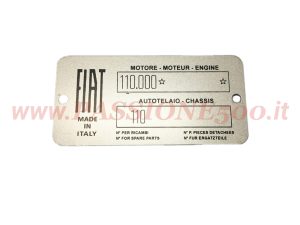 FIAT
MADE
IN
ITALY
MOTORE - MOTEUR - ENGINE
110.000 ☆ ☆
AUTOTELAIO - CHASSIS
110
N° PER RICAMBI
N° FOR SPARE PARTS
N° P. PIECES DETACHEES
N° FUR ERSATZTEILE
www.PASSIONE500.it